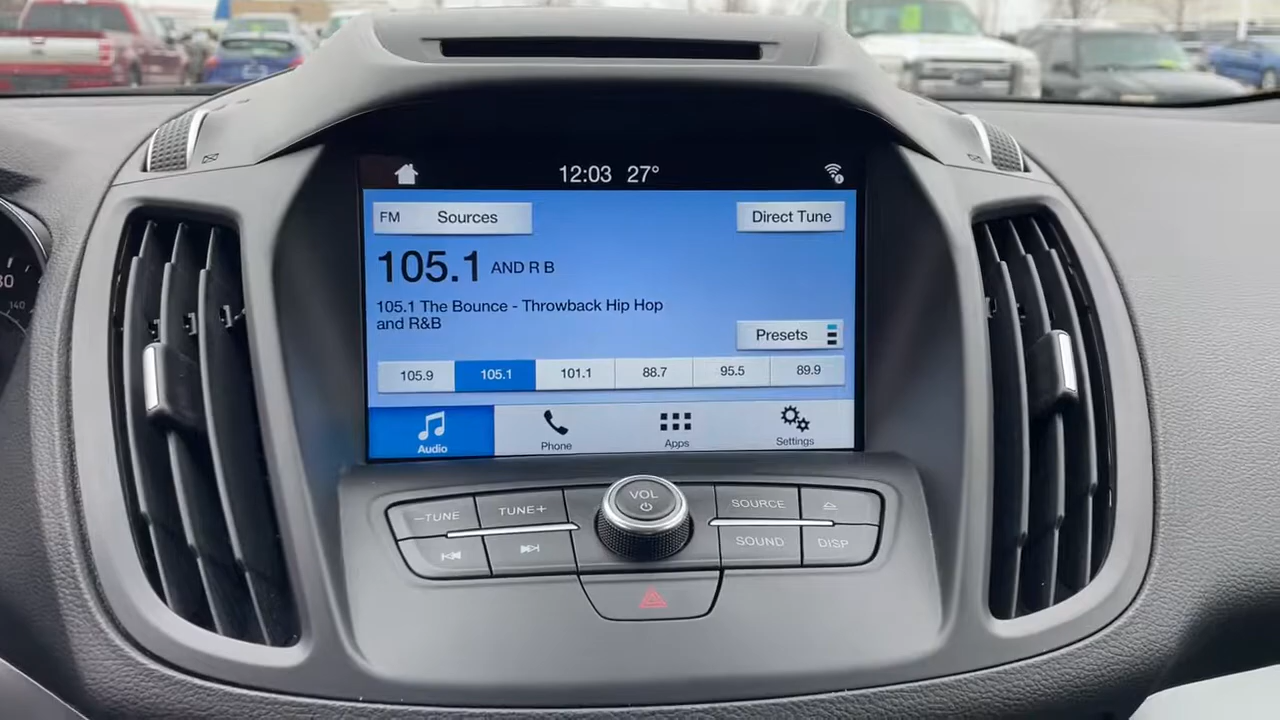 12:03 27°
FM Sources
Direct Tune
105.1 AND R B
105.1 The Bounce - Throwback Hip Hop
and R&B
Presets
105.9 105.1 101.1 88.7 95.5 89.9
Audio Phone Apps Settings
VOL
–TUNE TUNE+ SOURCE
SOUND DISP
80
140